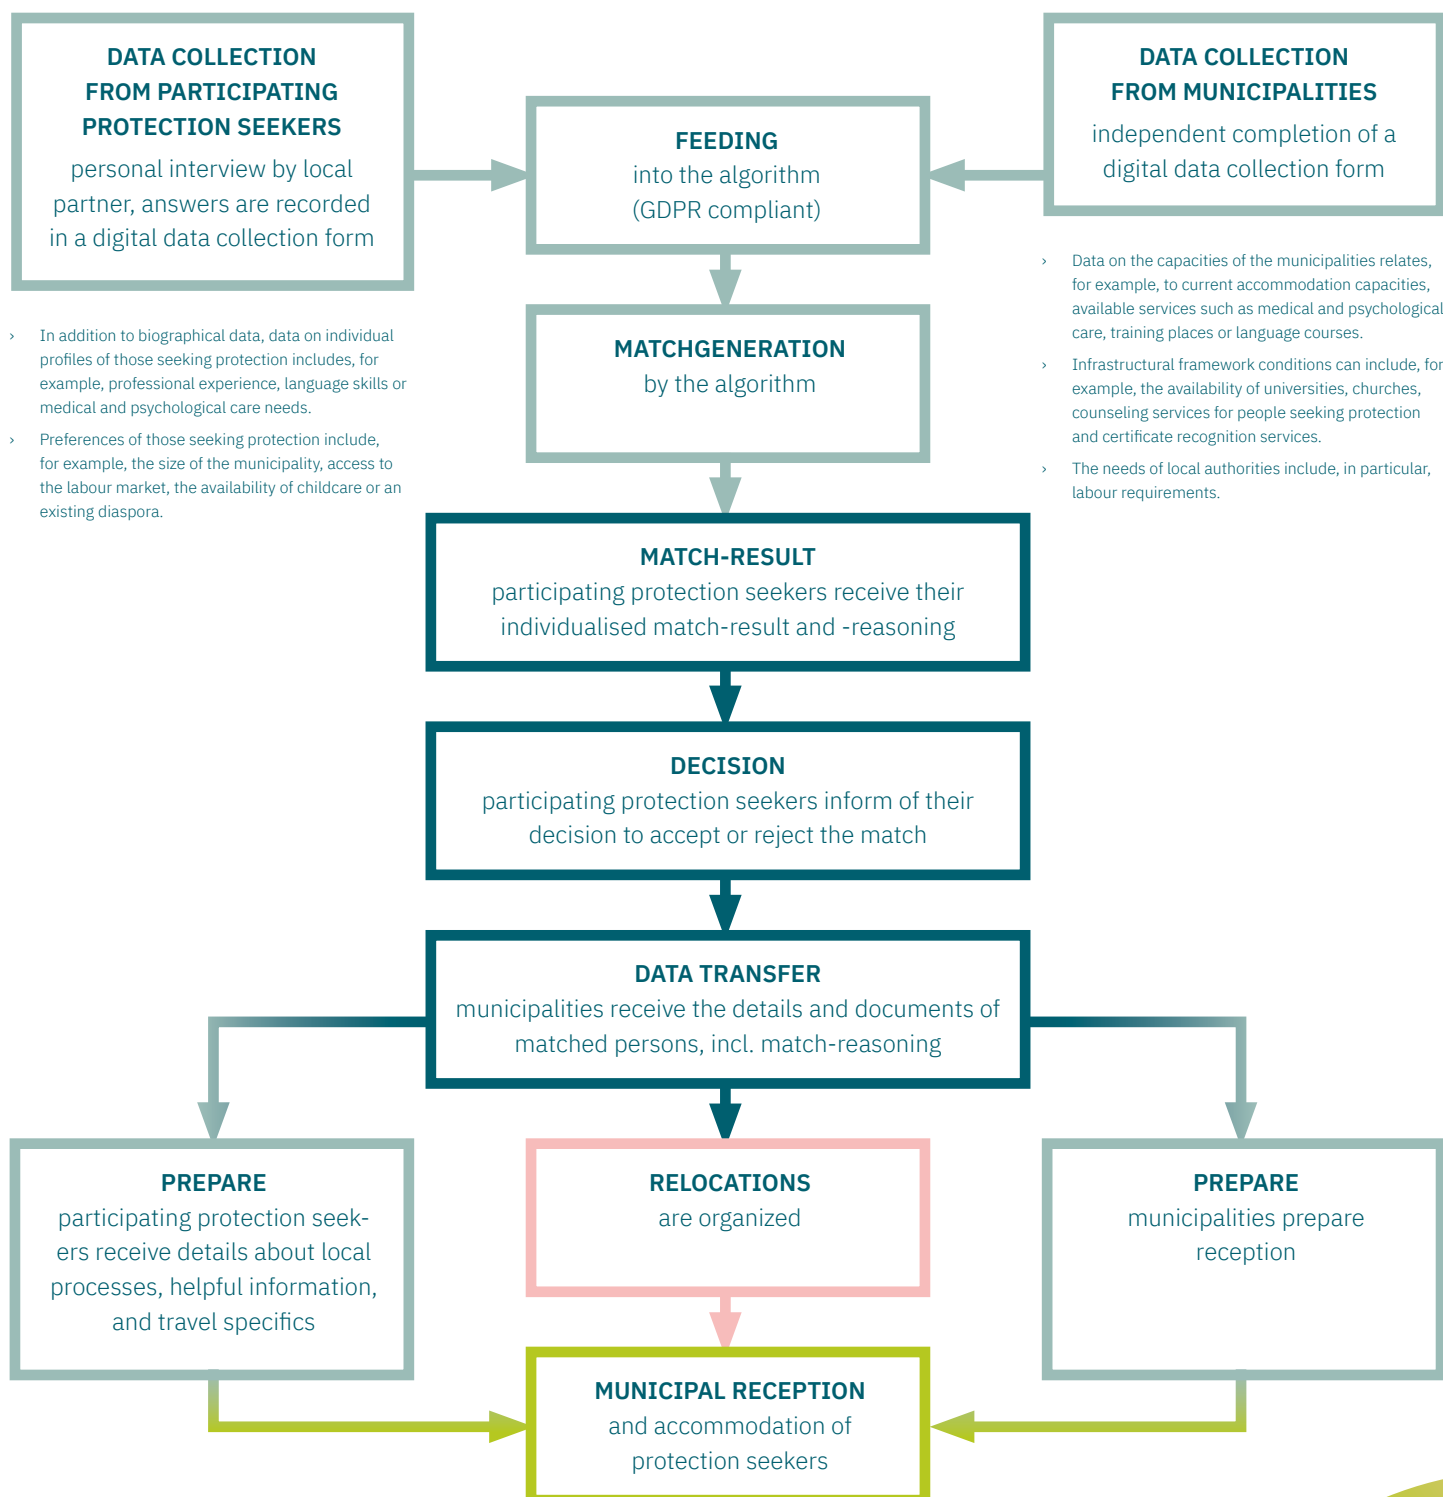 DATA COLLECTION
FROM PARTICIPATING
PROTECTION SEEKERS
personal interview by local
partner, answers are recorded
in a digital data collection form
› In addition to biographical data, data on individual
profiles of those seeking protection includes, for
example, professional experience, language skills or
medical and psychological care needs.
› Preferences of those seeking protection include,
for example, the size of the municipality, access to
the labour market, the availability of childcare or an
existing diaspora.
FEEDING
into the algorithm
(GDPR compliant)
DATA COLLECTION
FROM MUNICIPALITIES
independent completion of a
digital data collection form
› Data on the capacities of the municipalities relates,
for example, to current accommodation capacities,
available services such as medical and psychological
care, training places or language courses.
› Infrastructural framework conditions can include, for
example, the availability of universities, churches,
counseling services for people seeking protection
and certificate recognition services.
› The needs of local authorities include, in particular,
labour requirements.
MATCHGENERATION
by the algorithm
MATCH-RESULT
participating protection seekers receive their
individualised match-result and -reasoning
DECISION
participating protection seekers inform of their
decision to accept or reject the match
DATA TRANSFER
municipalities receive the details and documents of
matched persons, incl. match-reasoning
PREPARE
participating protection seek-
ers receive details about local
processes, helpful information,
and travel specifics
RELOCATIONS
are organized
PREPARE
municipalities prepare
reception
MUNICIPAL RECEPTION
and accommodation of
protection seekers